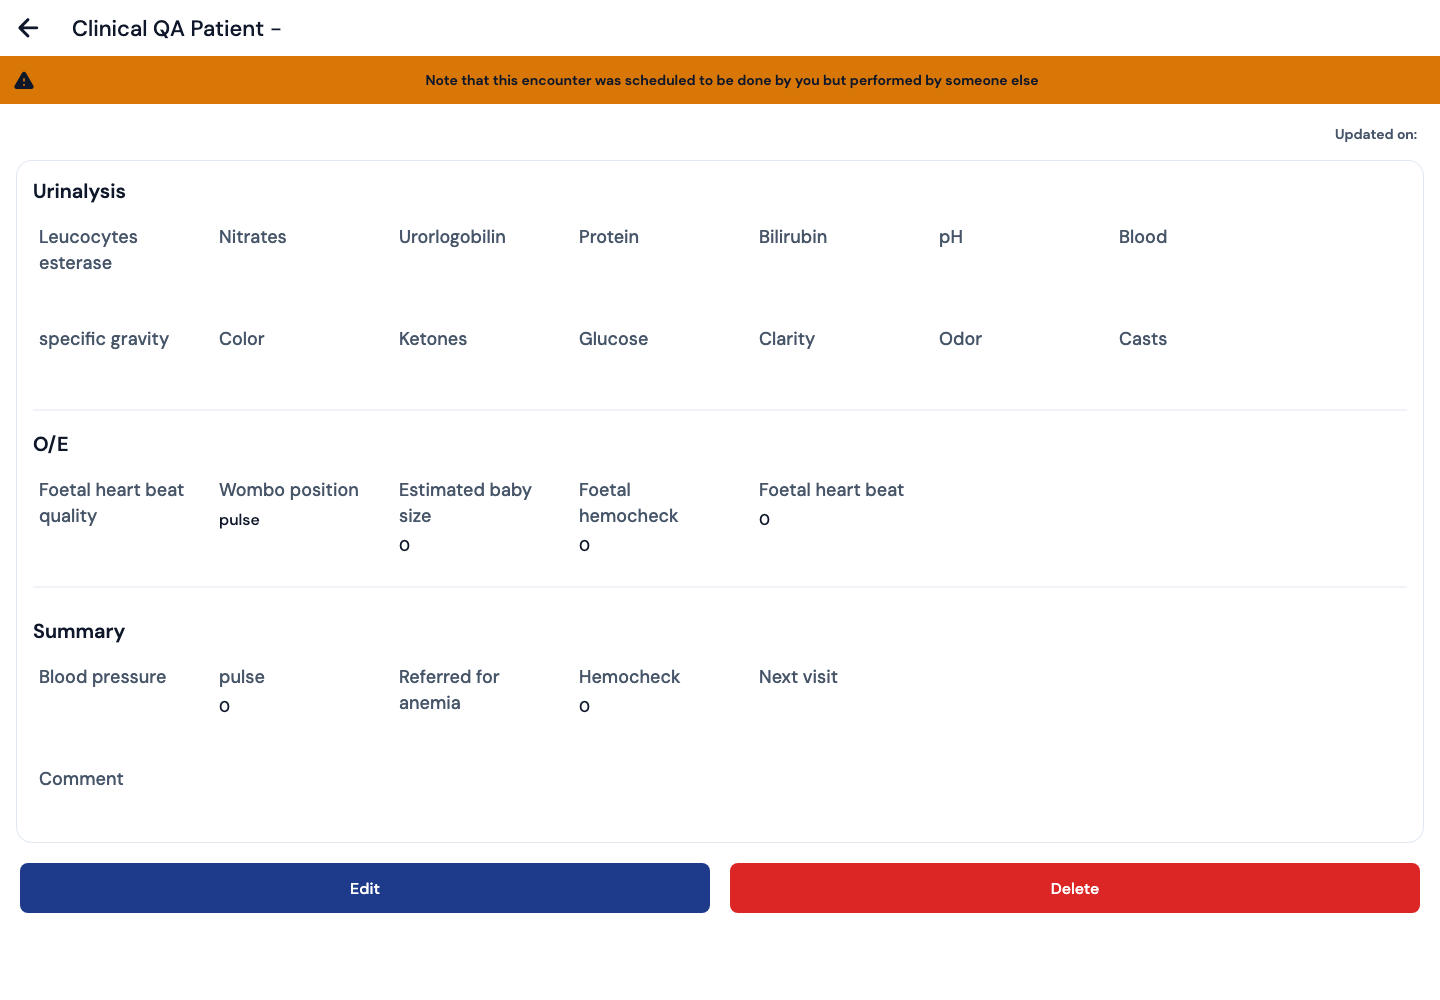 Clinical QA Patient -
Note that this encounter was scheduled to be done by you but performed by someone else
Updated on:
Urinalysis
Leucocytes esterase
Nitrates
Urorlogobilin
Protein
Bilirubin
pH
Blood
specific gravity
Color
Ketones
Glucose
Clarity
Odor
Casts
O/E
Foetal heart beat quality
Wombo position
pulse
Estimated baby size
0
Foetal hemocheck
0
Foetal heart beat
0
Summary
Blood pressure
pulse
0
Referred for anemia
Hemocheck
0
Next visit
Comment
Edit
Delete